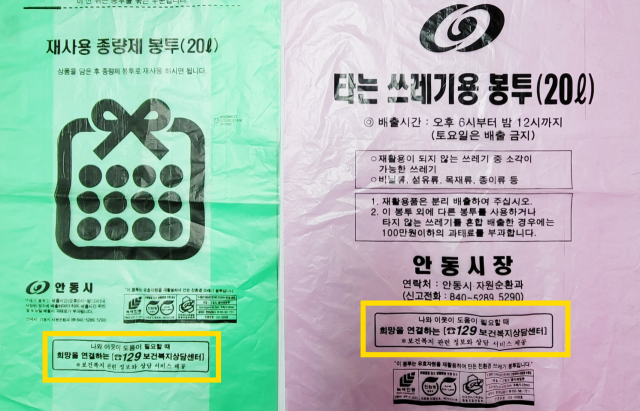 재사용 종량제 봉투(20ℓ)
상품을 담은 후 종량제 봉투로 재사용 하시면 됩니다.
안동시
나와 이웃이 도움이 필요할 때
희망을 연결하는 [☎129 보건복지상담센터]
※보건복지 관련 정보와 상담 서비스 제공
타는 쓰레기용 봉투(20ℓ)
배출시간 : 오후 6시부터 밤 12시까지
(토요일은 배출 금지)
○재활용이 되지 않는 쓰레기 중 소각이
가능한 쓰레기
○비닐류, 섬유류, 목재류, 종이류 등
1. 재활용품은 분리 배출하여 주십시오.
2. 이 봉투 외에 다른 봉투를 사용하거나
타지 않는 쓰레기를 혼합 배출한 경우에는
100만원이하의 과태료를 부과합니다.
안동시장
연락처 : 안동시 자원순환과
(신고전화 : 840-5289 5290)
나와 이웃이 도움이 필요할 때
희망을 연결하는 [☎129 보건복지상담센터]
※보건복지 관련 정보와 상담 서비스 제공